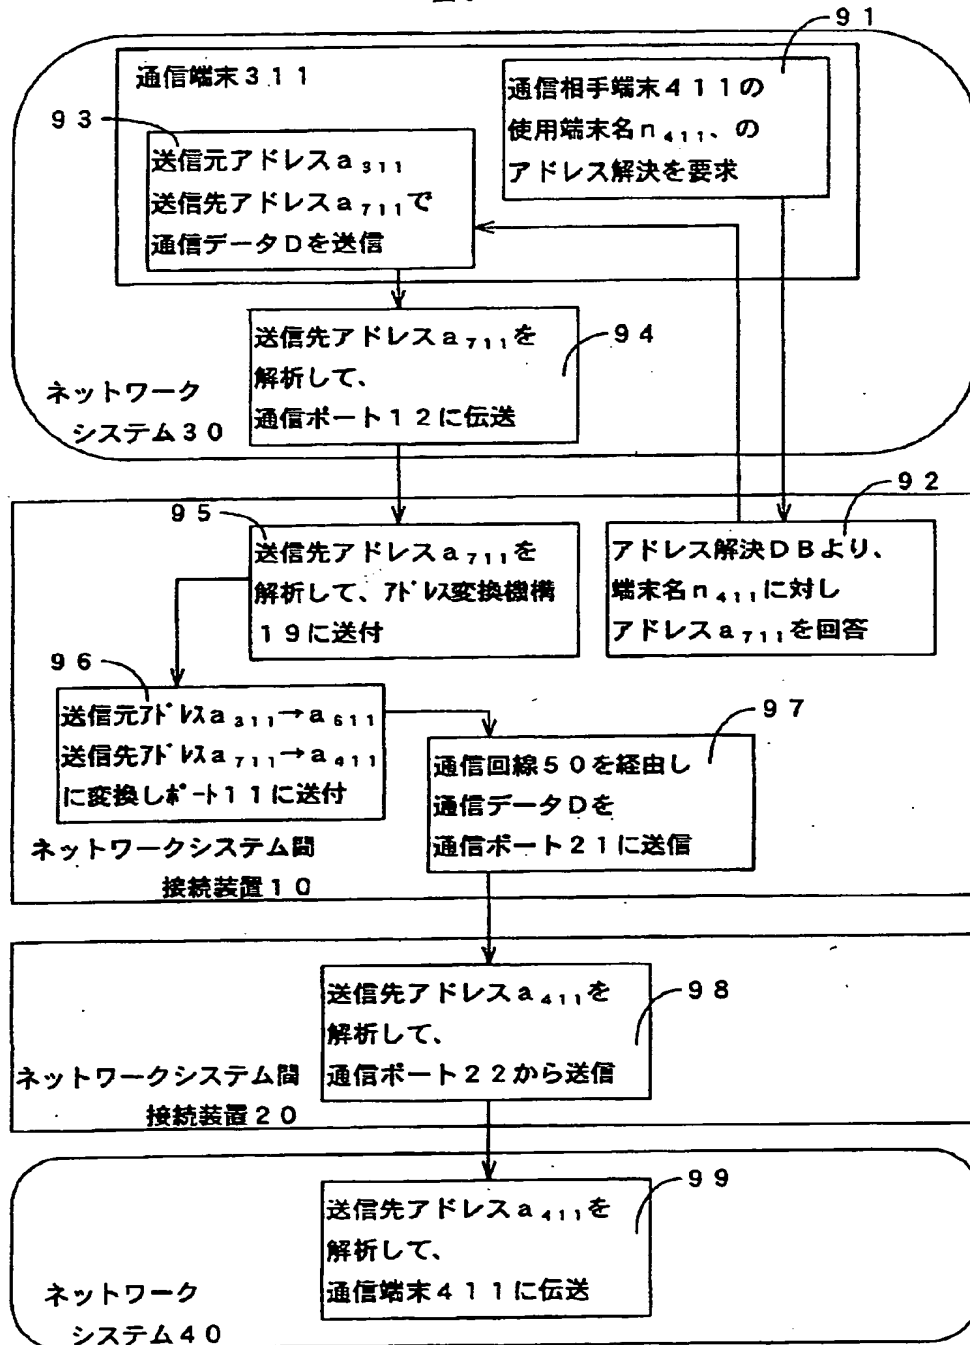 91
通信端末311
通信相手端末411の
使用端末名n₄₁₁、の
アドレス解決を要求
93
送信元アドレスa₃₁₁
送信先アドレスa₇₁₁で
通信データDを送信
送信先アドレスa₇₁₁を
解析して、
通信ポート12に伝送
94
ネットワーク
システム30
92
95
送信先アドレスa₇₁₁を
解析して、アドレス変換機構
19に送付
アドレス解決DBより、
端末名n₄₁₁に対し
アドレスa₇₁₁を回答
96
送信元アドレスa₃₁₁→a₆₁₁
送信先アドレスa₇₁₁→a₄₁₁
に変換しポート11に送付
97
通信回線50を経由し
通信データDを
通信ポート21に送信
ネットワークシステム間
接続装置10
送信先アドレスa₄₁₁を
解析して、
通信ポート22から送信
98
ネットワークシステム間
接続装置20
99
送信先アドレスa₄₁₁を
解析して、
通信端末411に伝送
ネットワーク
システム40